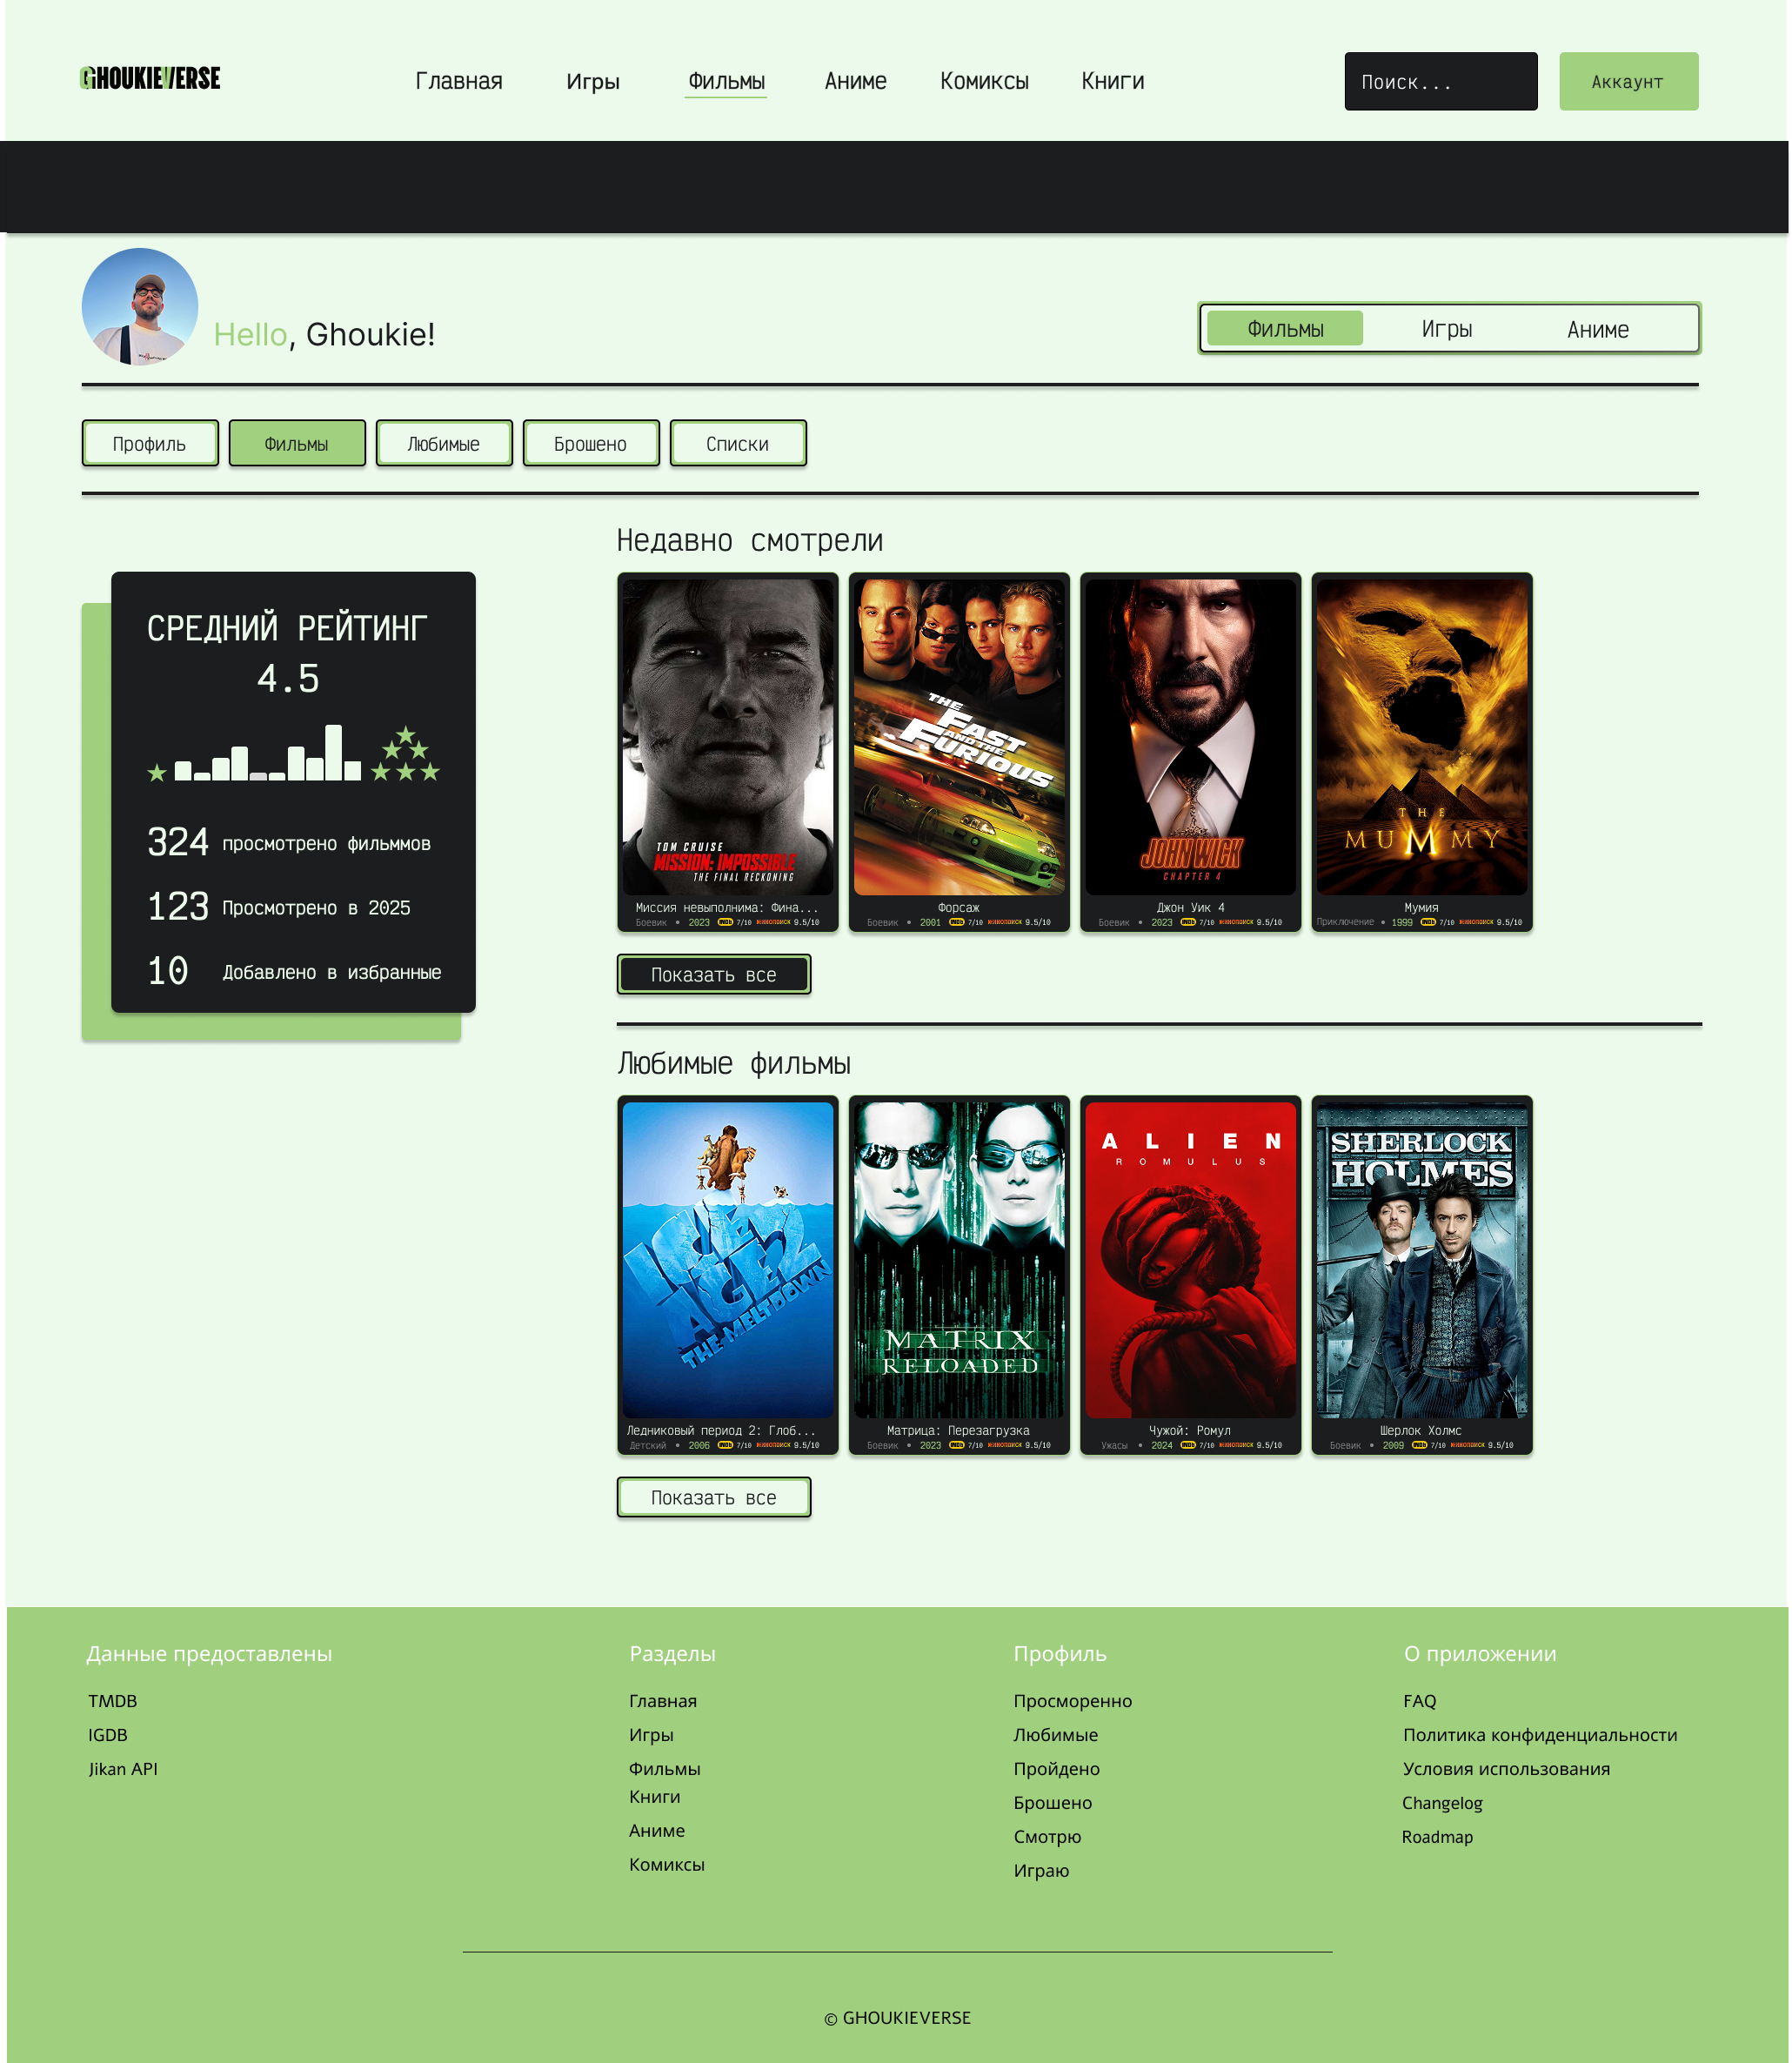 GHOUKIEVERSE
Главная Игры Фильмы Аниме Комиксы Книги Поиск... Аккаунт
Hello, Ghoukie!
Фильмы Игры Аниме
Профиль Фильмы Любимые Брошено Списки
СРЕДНИЙ РЕЙТИНГ
4.5
324 просмотрено фильммов
123 Просмотрено в 2025
10 Добавлено в избранные
Недавно смотрели
TOM CRUISE
MISSION: IMPOSSIBLE
THE FINAL RECKONING
Миссия невыполнима: Фина...
Боевик • 2023 IMDb 7/10 КИНОПОИСК 9.5/10
THE
FAST
AND THE
FURIOUS
Форсаж
Боевик • 2001 IMDb 7/10 КИНОПОИСК 9.5/10
JOHN WICK
CHAPTER 4
Джон Уик 4
Боевик • 2023 IMDb 7/10 КИНОПОИСК 9.5/10
THE
MUMMY
Мумия
Приключение • 1999 IMDb 7/10 КИНОПОИСК 9.5/10
Показать все
Любимые фильмы
ICE
AGE 2
THE MELTDOWN
Ледниковый период 2: Глоб...
Детский • 2006 IMDb 7/10 КИНОПОИСК 9.5/10
MATRIX
RELOADED
Матрица: Перезагрузка
Боевик • 2023 IMDb 7/10 КИНОПОИСК 9.5/10
ALIEN
ROMULUS
Чужой: Ромул
Ужасы • 2024 IMDb 7/10 КИНОПОИСК 9.5/10
SHERLOCK
HOLMES
Шерлок Холмс
Боевик • 2009 IMDb 7/10 КИНОПОИСК 9.5/10
Показать все
Данные предоставлены
TMDB
IGDB
Jikan API
Разделы
Главная
Игры
Фильмы
Книги
Аниме
Комиксы
Профиль
Просморенно
Любимые
Пройдено
Брошено
Смотрю
Играю
О приложении
FAQ
Политика конфиденциальности
Условия использования
Changelog
Roadmap
© GHOUKIEVERSE